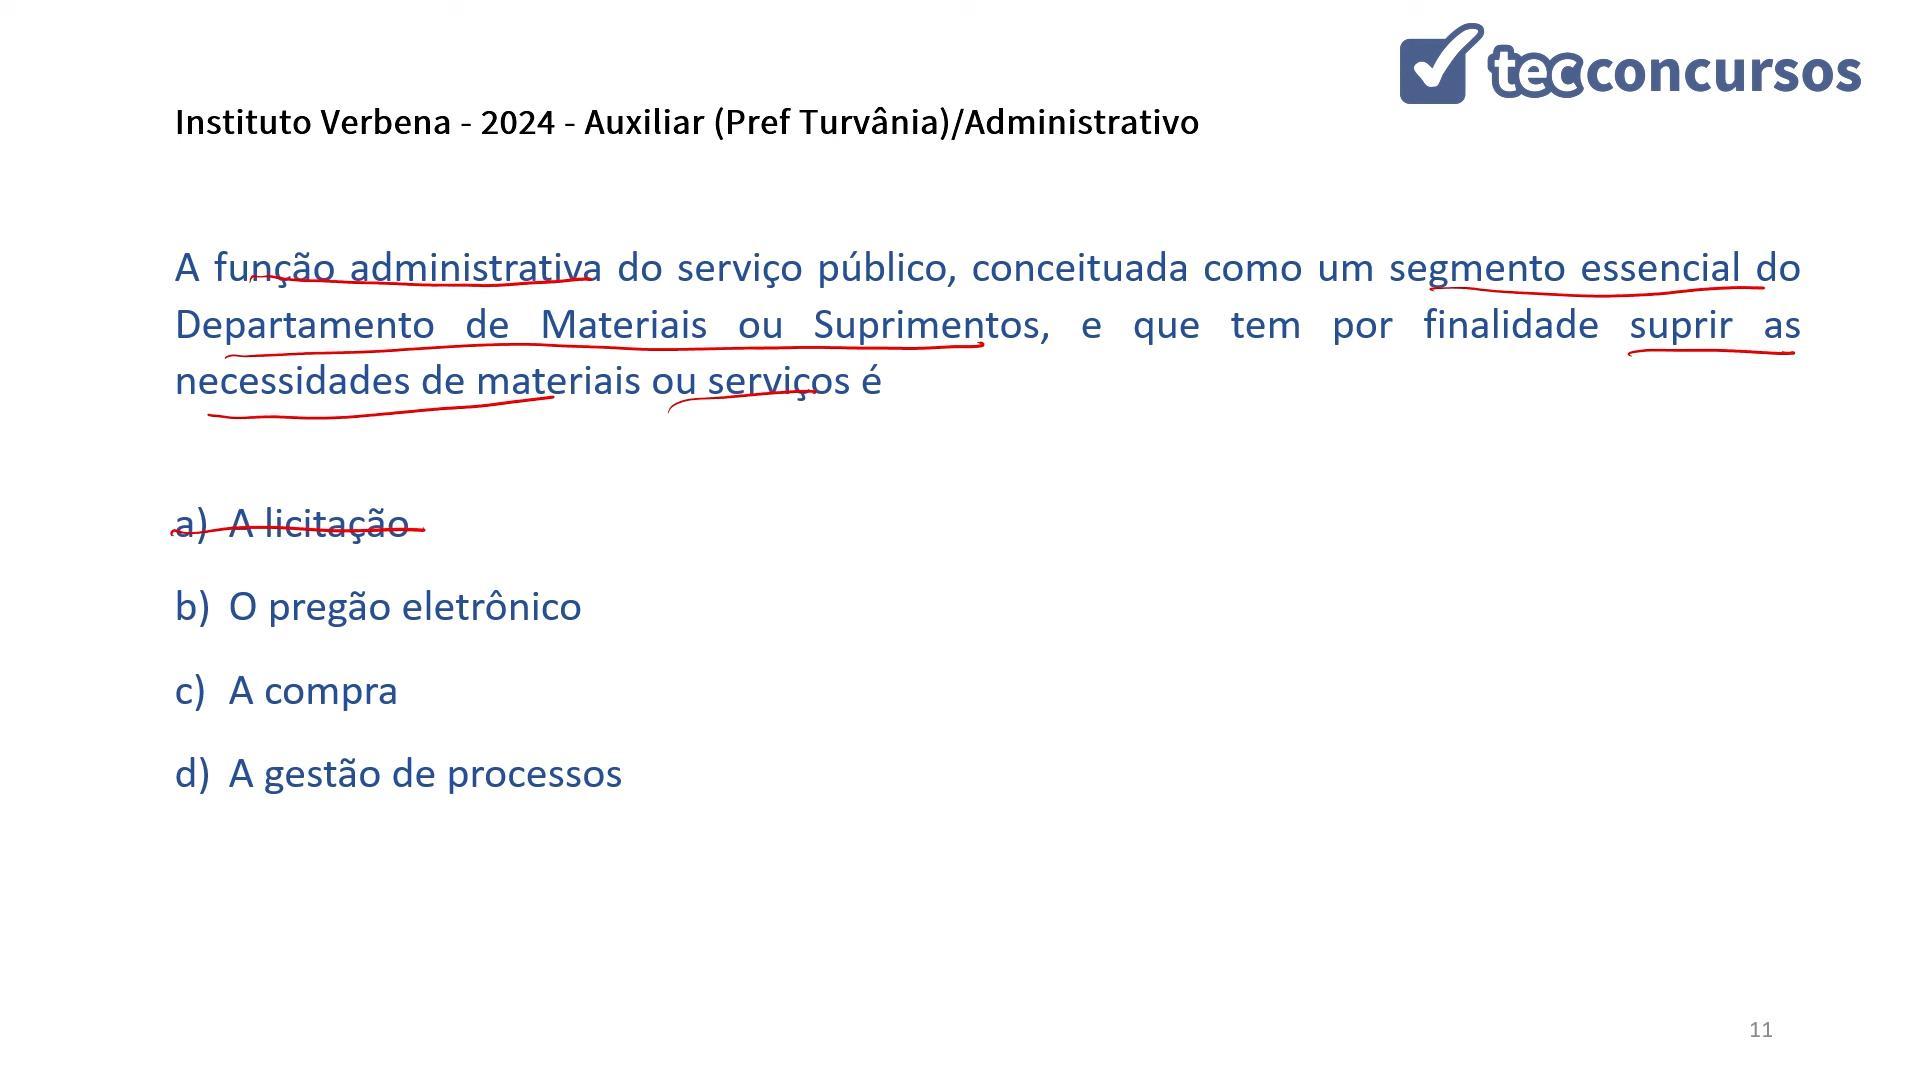 tecconcursos
Instituto Verbena - 2024 - Auxiliar (Pref Turvânia)/Administrativo
A função administrativa do serviço público, conceituada como um segmento essencial do
Departamento de Materiais ou Suprimentos, e que tem por finalidade suprir as
necessidades de materiais ou serviços é
a) A licitação
b) O pregão eletrônico
c) A compra
d) A gestão de processos
11